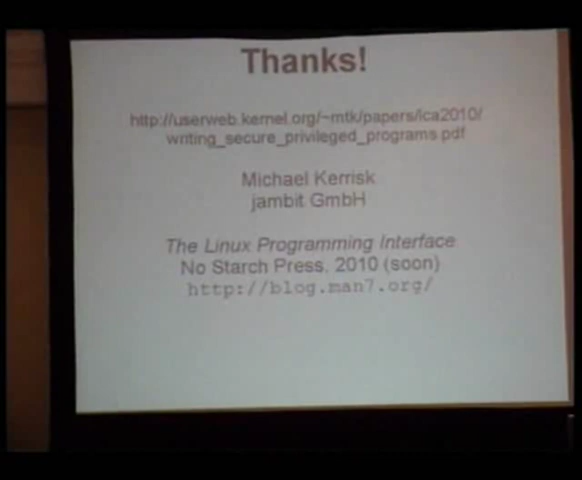 Thanks!
http://userweb.kernel.org/~mtk/papers/lca2010/
writing_secure_privileged_programs.pdf
Michael Kerrisk
jambit GmbH
The Linux Programming Interface
No Starch Press, 2010 (soon)
http://blog.man7.org/